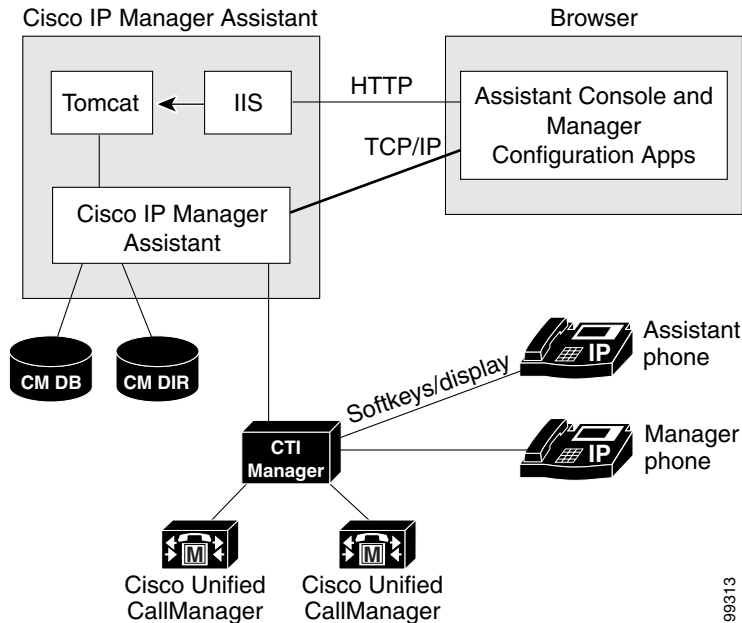 Cisco IP Manager Assistant
Browser
Tomcat
IIS
HTTP
TCP/IP
Assistant Console and
Manager
Configuration Apps
Cisco IP Manager
Assistant
CM DB
CM DIR
Softkeys/display
IP
Assistant
phone
CTI
Manager
IP
Manager
phone
M
M
Cisco Unified
CallManager
Cisco Unified
CallManager
99313